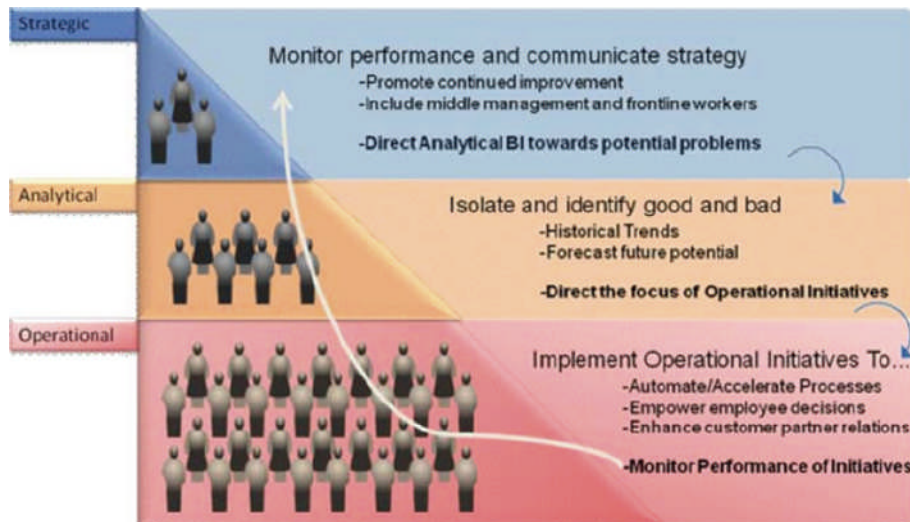 Strategic
Monitor performance and communicate strategy
-Promote continued improvement
-Include middle management and frontline workers
-Direct Analytical BI towards potential problems
Analytical
Isolate and identify good and bad
-Historical Trends
-Forecast future potential
-Direct the focus of Operational Initiatives
Operational
Implement Operational Initiatives To...
-Automate/Accelerate Processes
-Empower employee decisions
-Enhance customer partner relations
-Monitor Performance of Initiatives